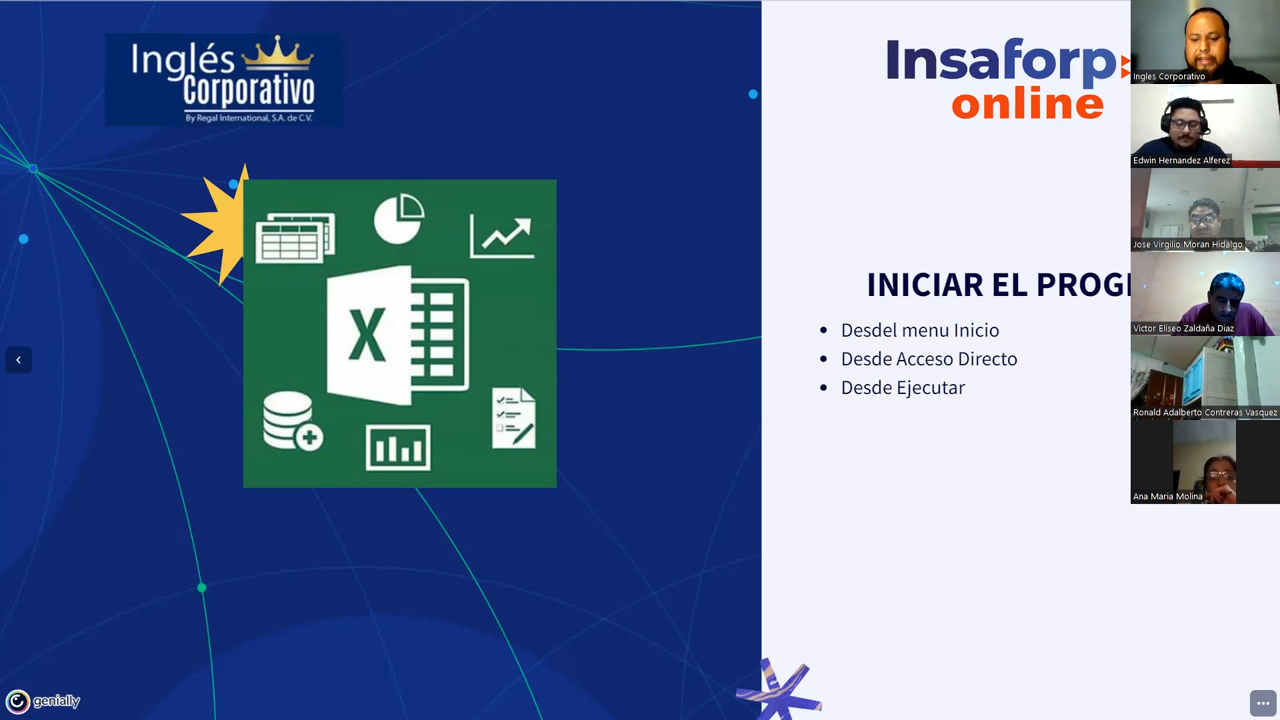 Inglés
Corporativo
By Regal International, S.A. de C.V.
X
genially
Insaforp
online
INICIAR EL PROG
Desdel menu Inicio
Desde Acceso Directo
Desde Ejecutar
Ingles Corporativo
Edwin Hernandez Alferez
Jose Virgilio Moran Hidalgo
Victor Eliseo Zaldaña Diaz
Ronald Adalberto Contreras Vasquez
Ana Maria Molina